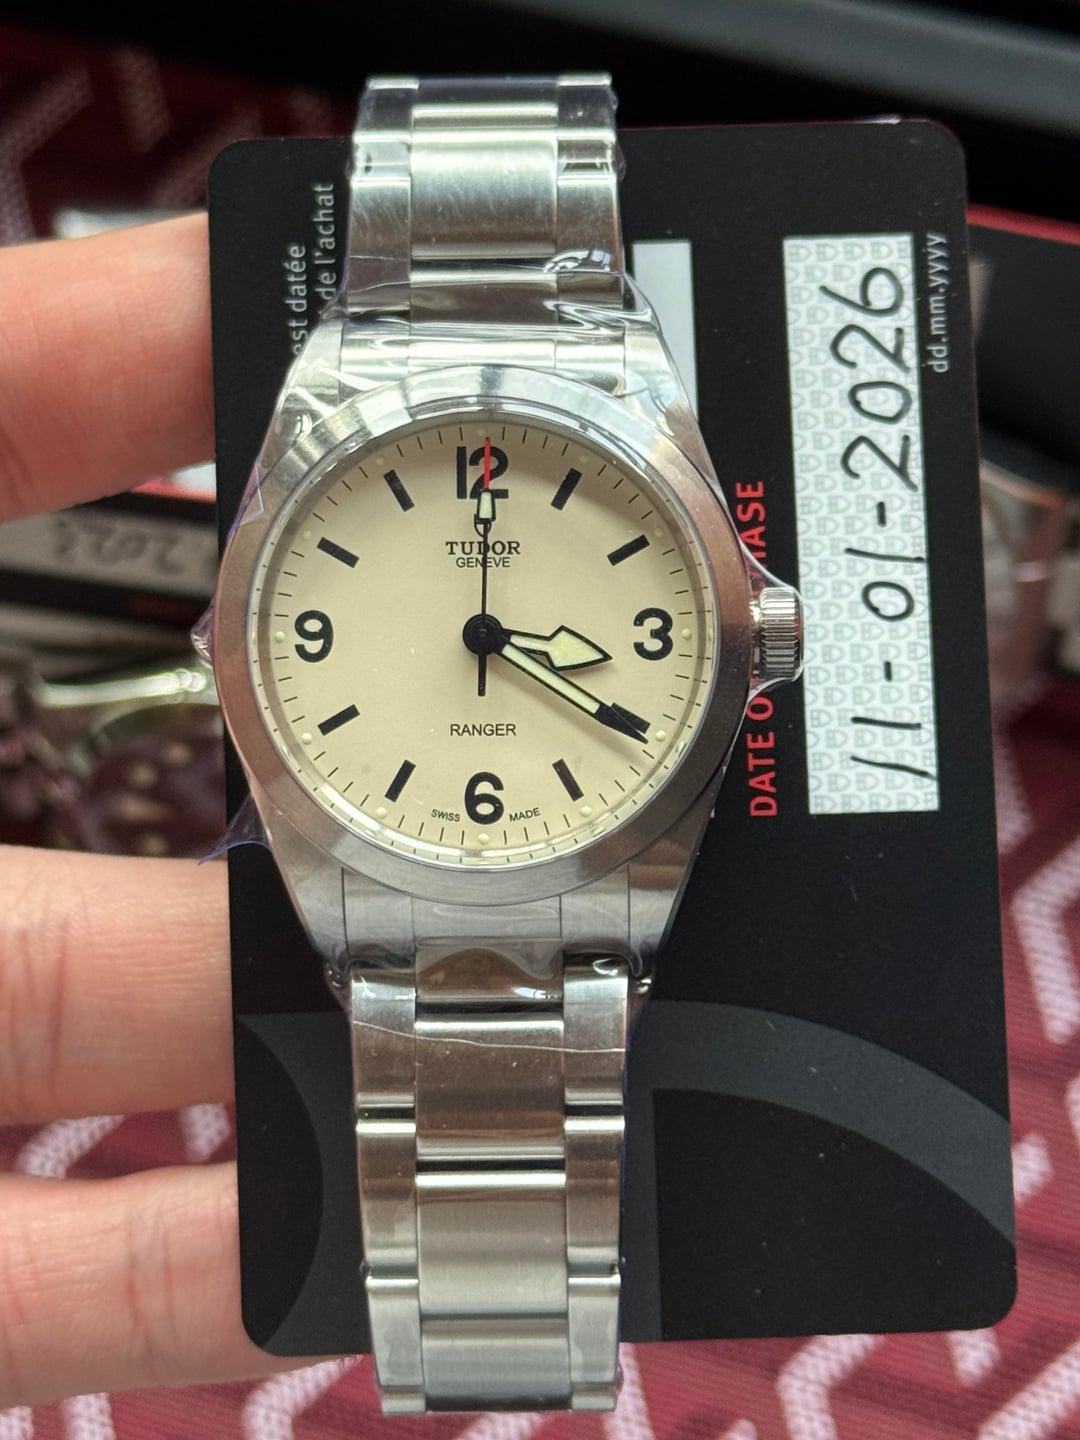 12
TUDOR
GENEVE
9
3
RANGER
6
SWISS MADE
est datée
de l'achat
DATE O
HASE
11-01-2026
dd.mm.yyyy